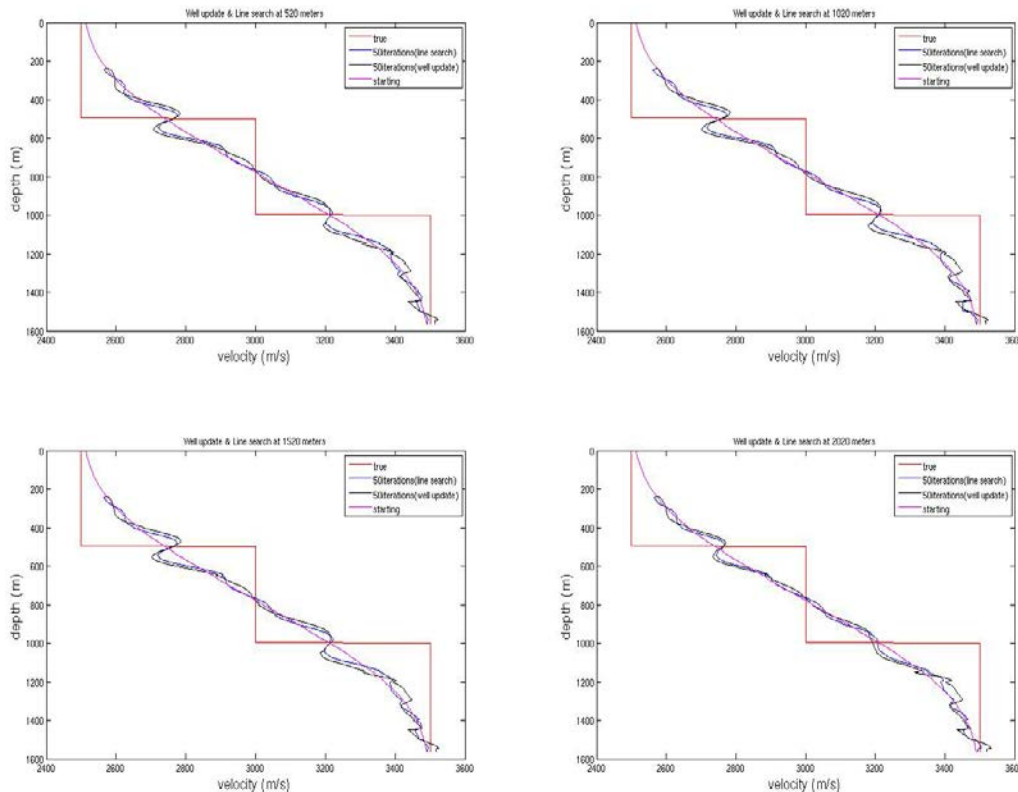 Well update & Line search at 520 meters
true
50iterations(line search)
50iterations(well update)
starting
0
200
400
600
800
1000
1200
1400
1600
depth (m)
2400 2600 2800 3000 3200 3400 3600
velocity (m/s)
Well update & Line search at 1020 meters
true
50iterations(line search)
50iterations(well update)
starting
0
200
400
600
800
1000
1200
1400
1600
depth (m)
2400 2600 2800 3000 3200 3400 3600
velocity (m/s)
Well update & Line search at 1520 meters
true
50iterations(line search)
50iterations(well update)
starting
0
200
400
600
800
1000
1200
1400
1600
depth (m)
2400 2600 2800 3000 3200 3400 3600
velocity (m/s)
Well update & Line search at 2020 meters
true
50iterations(line search)
50iterations(well update)
starting
0
200
400
600
800
1000
1200
1400
1600
depth (m)
2400 2600 2800 3000 3200 3400 3600
velocity (m/s)